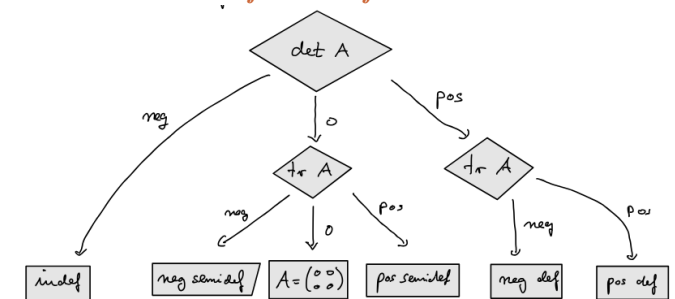 det A
neg
0
pos
tr A
tr A
neg
0
pos
neg
pos
indef
neg semidef
A = (0 0
0 0)
pos semidef
neg def
pos def